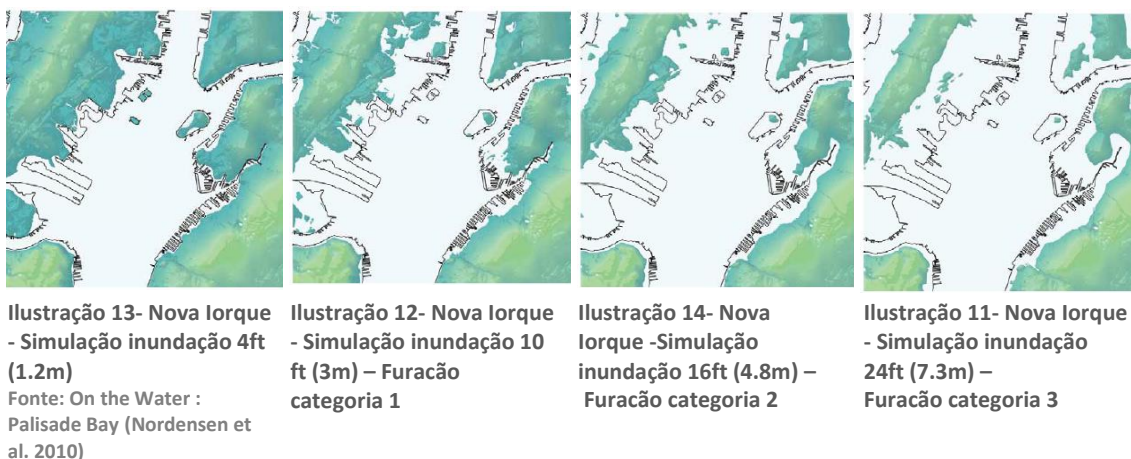 Ilustração 13- Nova Iorque
- Simulação inundação 4ft
(1.2m)
Fonte: On the Water :
Palisade Bay (Nordensen et
al. 2010)
Ilustração 12- Nova Iorque
- Simulação inundação 10
ft (3m) – Furacão
categoria 1
Ilustração 14- Nova
Iorque -Simulação
inundação 16ft (4.8m) –
Furacão categoria 2
Ilustração 11- Nova Iorque
- Simulação inundação
24ft (7.3m) –
Furacão categoria 3